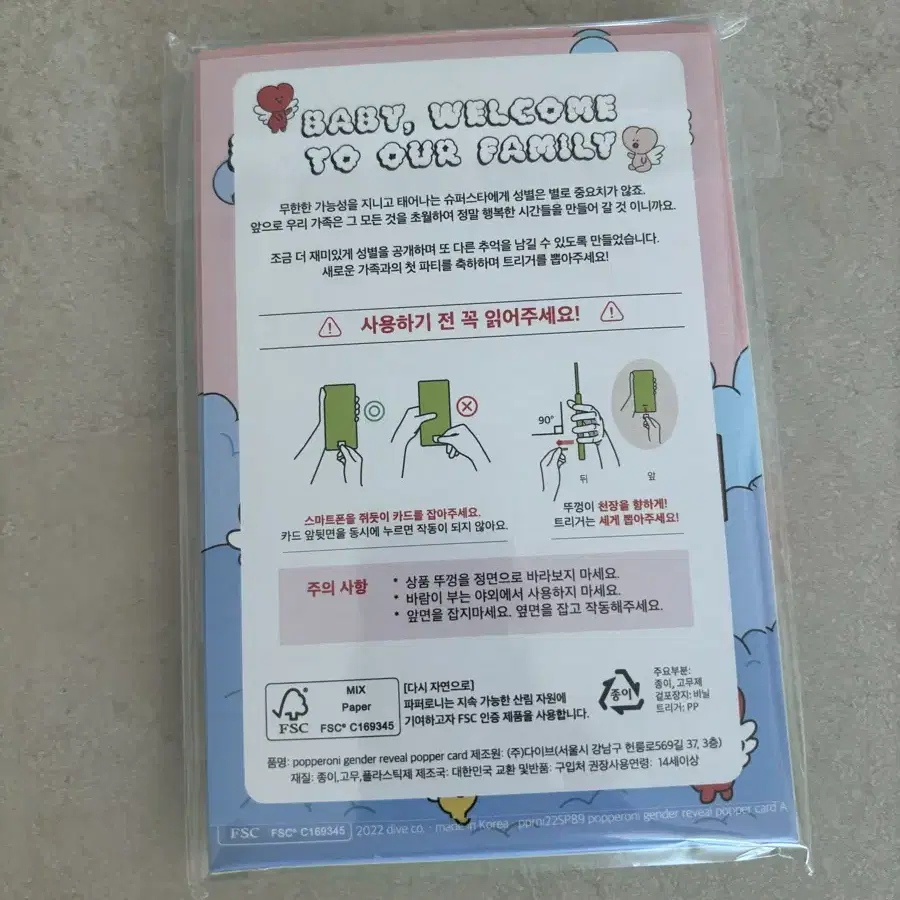 BABY, WELCOME
TO OUR FAMILY
무한한 가능성을 지니고 태어나는 슈퍼스타에게 성별은 별로 중요치가 않죠.
앞으로 우리 가족은 그 모든 것을 초월하여 정말 행복한 시간들을 만들어 갈 것 이니까요.
조금 더 재미있게 성별을 공개하며 또 다른 추억을 남길 수 있도록 만들었습니다.
새로운 가족과의 첫 파티를 축하하며 트리거를 뽑아주세요!
사용하기 전 꼭 읽어주세요!
90°
뒤
앞
스마트폰을 쥐듯이 카드를 잡아주세요.
카드 앞뒷면을 동시에 누르면 작동이 되지 않아요.
뚜껑이 천장을 향하게!
트리거는 세게 뽑아주세요!
주의 사항
• 상품 뚜껑을 정면으로 바라보지 마세요.
• 바람이 부는 야외에서 사용하지 마세요.
• 앞면을 잡지마세요. 옆면을 잡고 작동해주세요.
FSC
MIX
Paper
FSC® C169345
[다시 자연으로]
파퍼로니는 지속 가능한 산림 자원에
기여하고자 FSC 인증 제품을 사용합니다.
종이
주요부분:
종이, 고무제
겉포장지: 비닐
트리거: PP
품명: popperoni gender reveal popper card 제조원: (주)다이브(서울시 강남구 헌릉로569길 37, 3층)
재질: 종이,고무,플라스틱제 제조국: 대한민국 교환 및반품: 구입처 권장사용연령: 14세이상
FSC FSC® C169345 2022 dive co. · made in Korea · pprni22SPB9 popperoni gender reveal popper card A